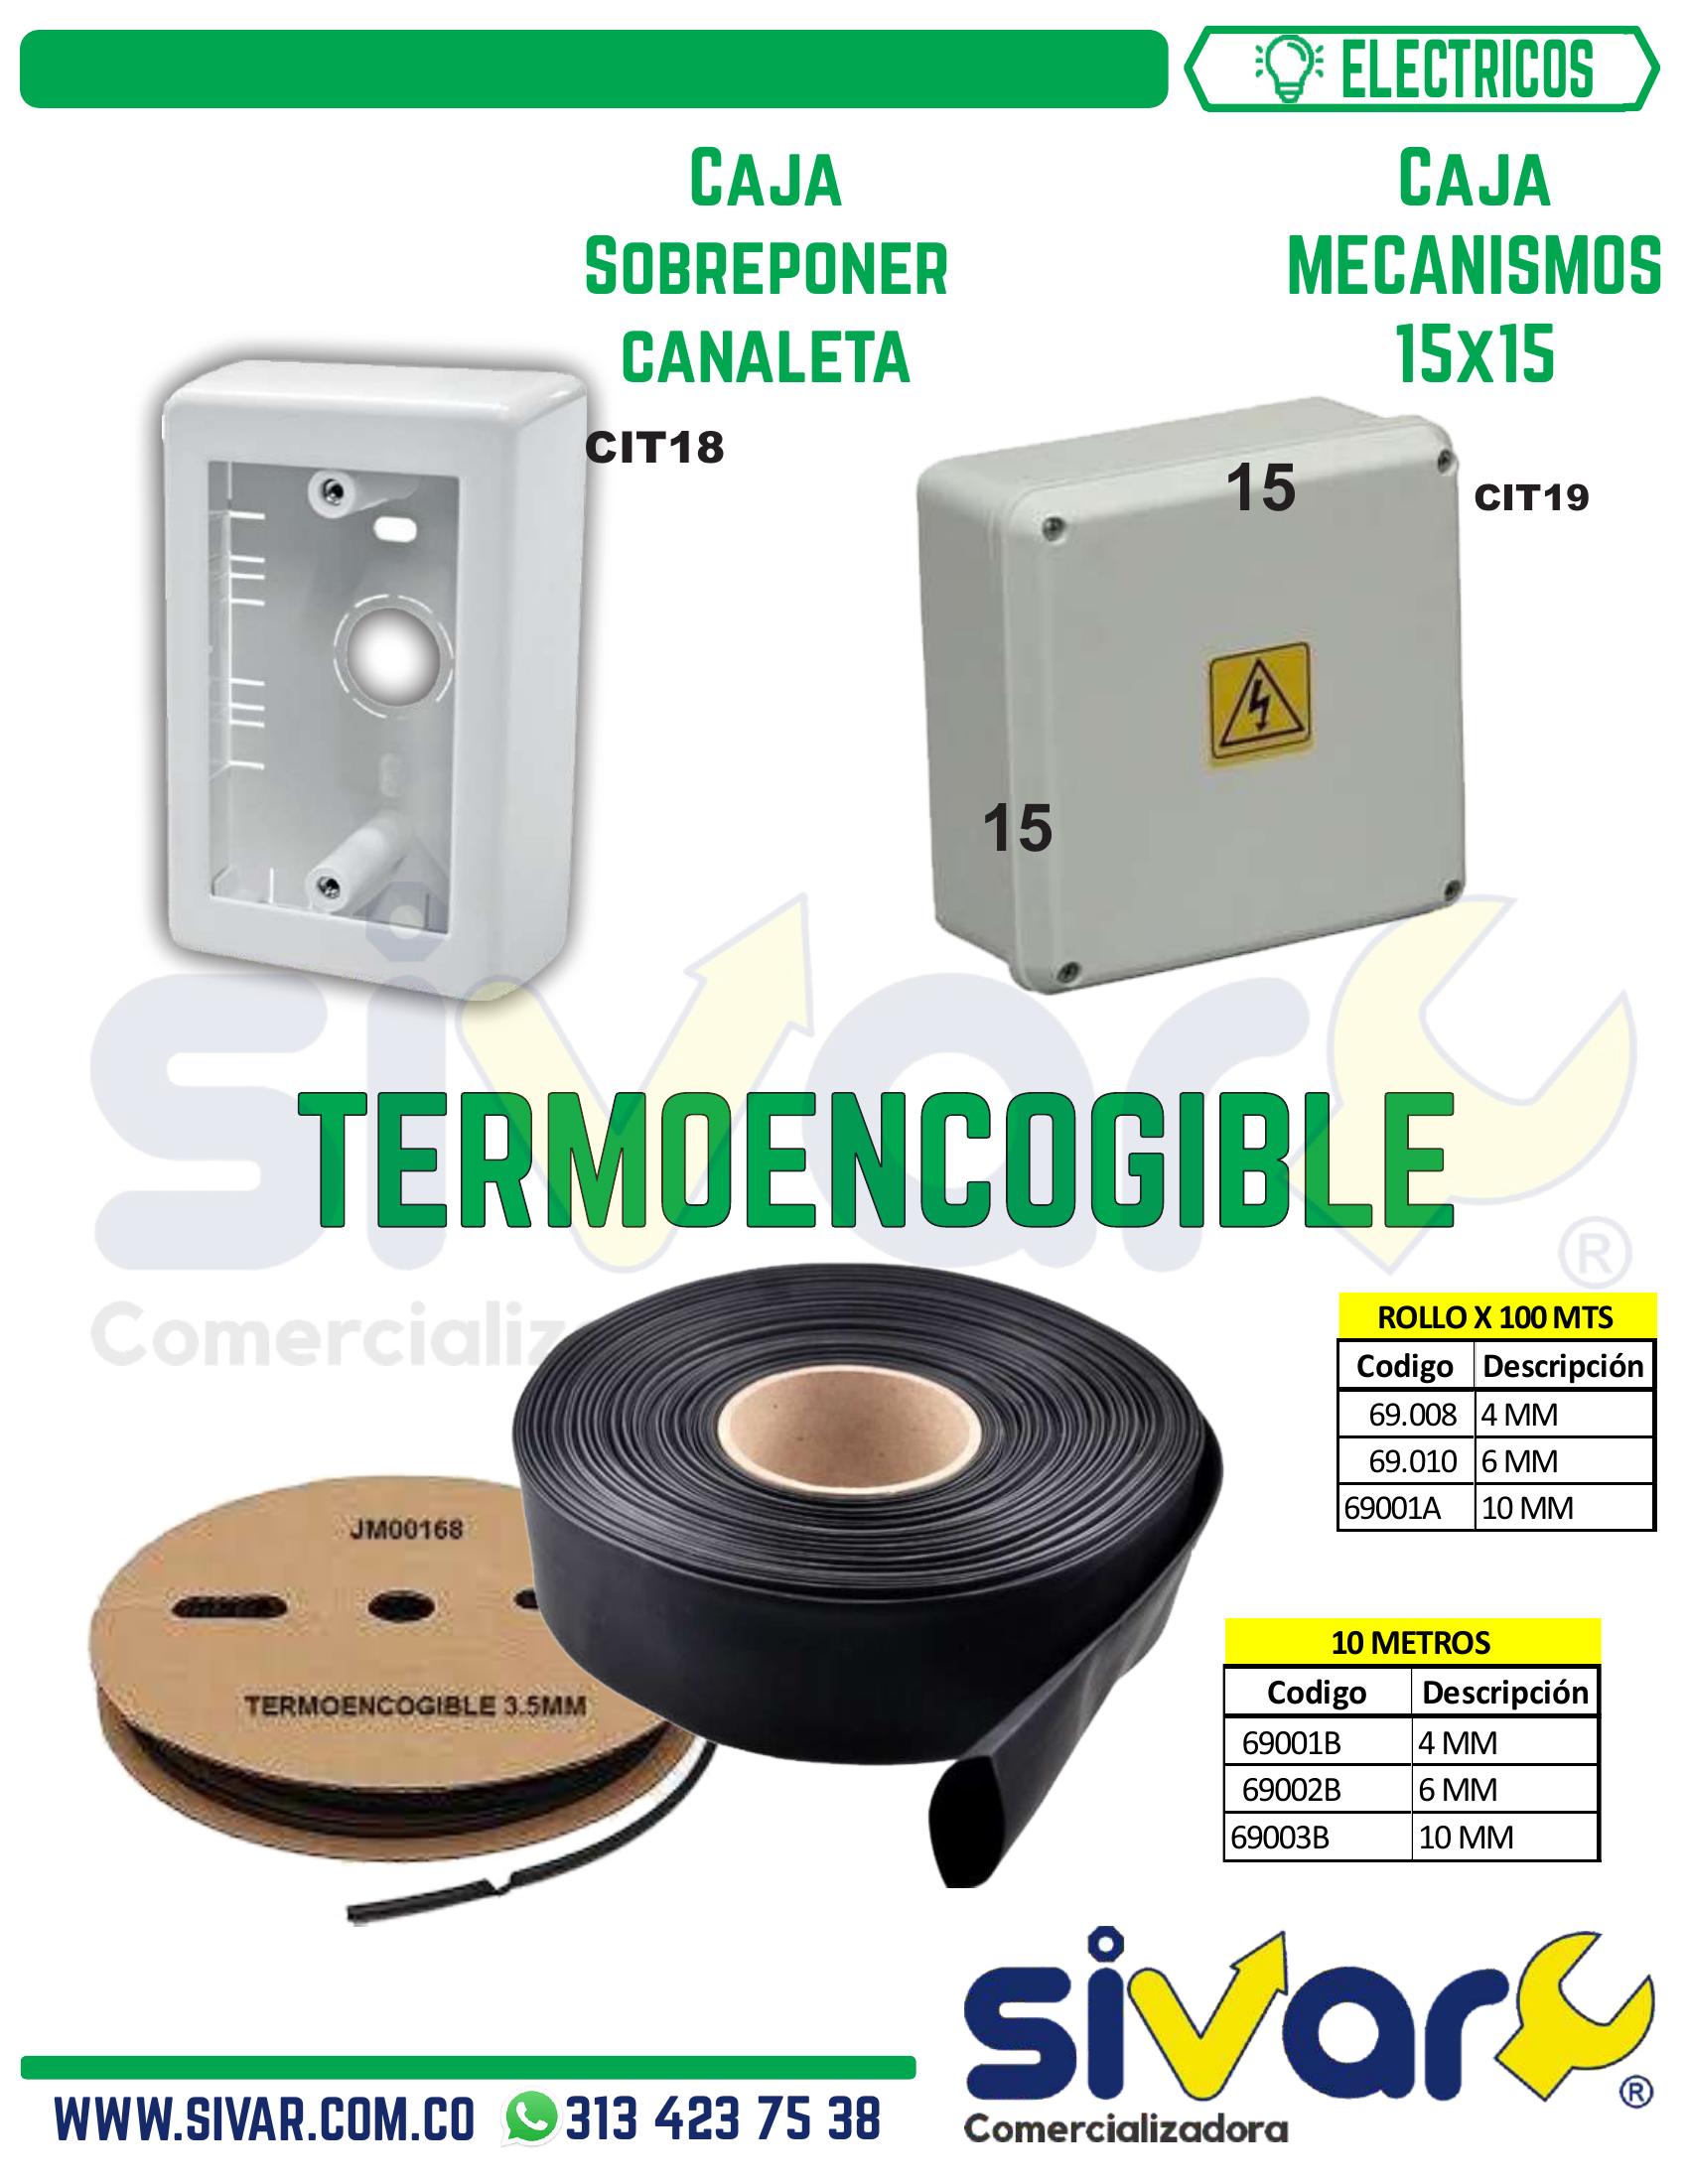 ELECTRICOS
CAJA
SOBREPONER
CANALETA
CIT18
CAJA
MECANISMOS
15X15
15
CIT19
15
sivar
®
Comercializ
TERMOENCOGIBLE
ROLLO X 100 MTS
Codigo Descripción
69.008 4 MM
69.010 6 MM
69001A 10 MM
JM00168
TERMOENCOGIBLE 3.5MM
10 METROS
Codigo Descripción
69001B 4 MM
69002B 6 MM
69003B 10 MM
sivar
®
Comercializadora
WWW.SIVAR.COM.CO 313 423 75 38